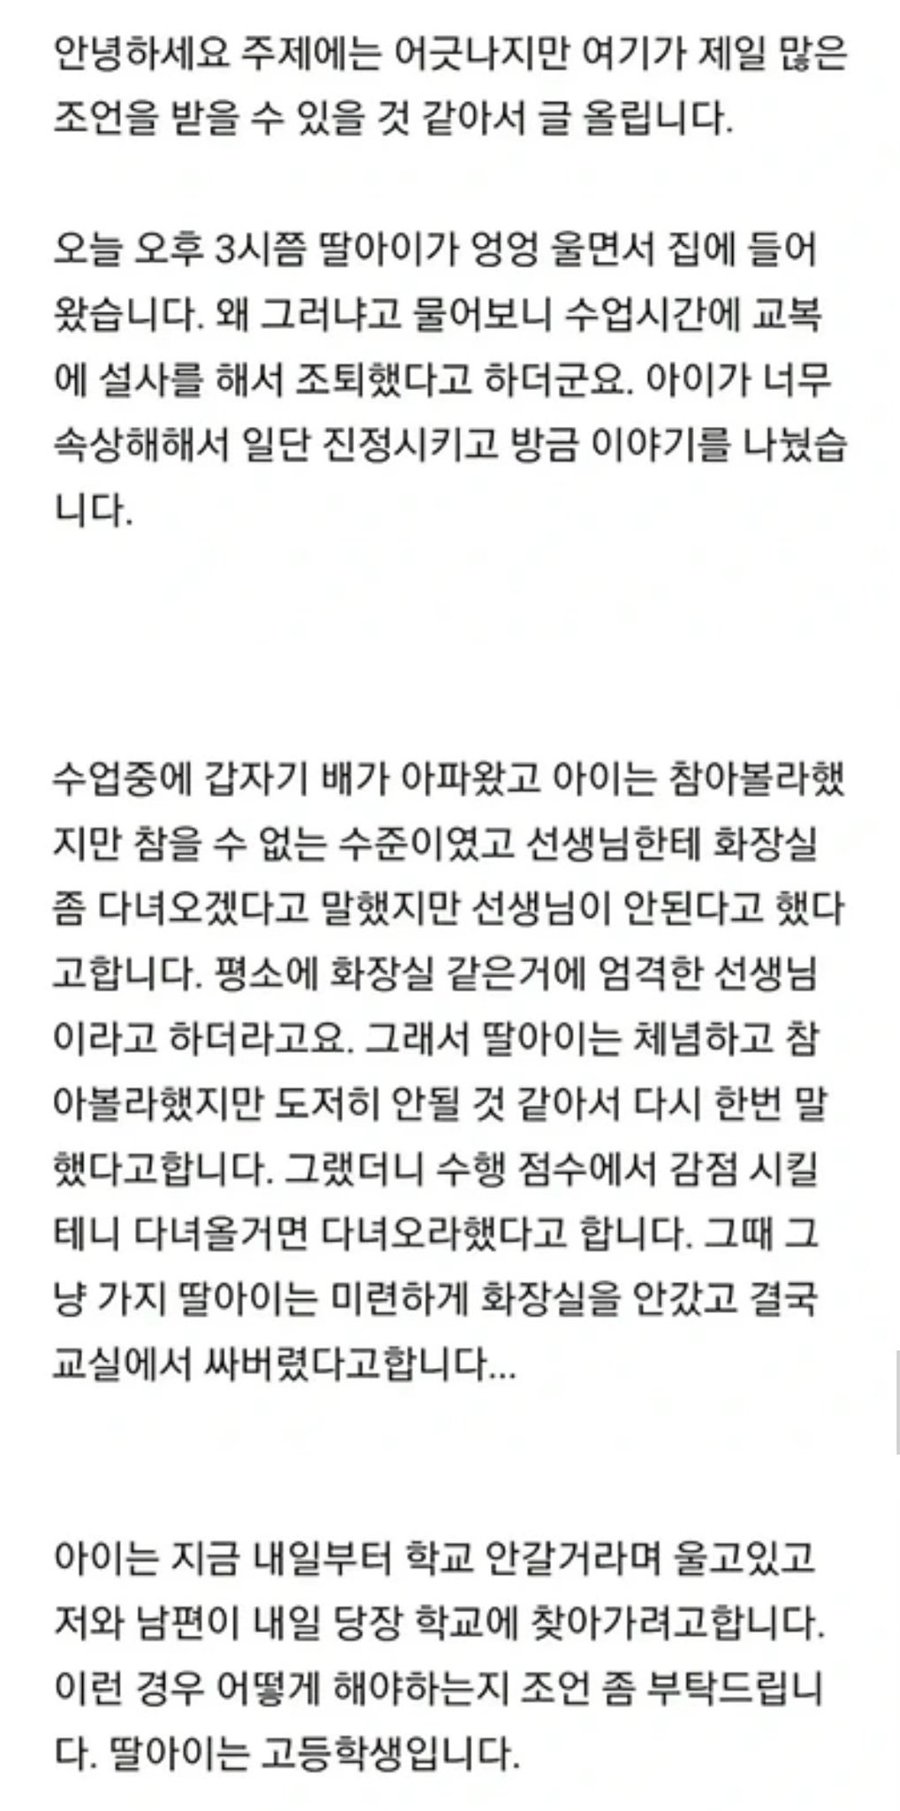 안녕하세요 주제에는 어긋나지만 여기가 제일 많은
조언을 받을 수 있을 것 같아서 글 올립니다.
오늘 오후 3시쯤 딸아이가 엉엉 울면서 집에 들어
왔습니다. 왜 그러냐고 물어보니 수업시간에 교복
에 설사를 해서 조퇴했다고 하더군요. 아이가 너무
속상해해서 일단 진정시키고 방금 이야기를 나눴습
니다.
수업중에 갑자기 배가 아파왔고 아이는 참아볼라했
지만 참을 수 없는 수준이였고 선생님한테 화장실
좀 다녀오겠다고 말했지만 선생님이 안된다고 했다
고합니다. 평소에 화장실 같은거에 엄격한 선생님
이라고 하더라고요. 그래서 딸아이는 체념하고 참
아볼라했지만 도저히 안될 것 같아서 다시 한번 말
했다고합니다. 그랬더니 수행 점수에서 감점 시킬
테니 다녀올거면 다녀오라했다고 합니다. 그때 그
냥 가지 딸아이는 미련하게 화장실을 안갔고 결국
교실에서 싸버렸다고합니다...
아이는 지금 내일부터 학교 안갈거라며 울고있고
저와 남편이 내일 당장 학교에 찾아가려고합니다.
이런 경우 어떻게 해야하는지 조언 좀 부탁드립니
다. 딸아이는 고등학생입니다.